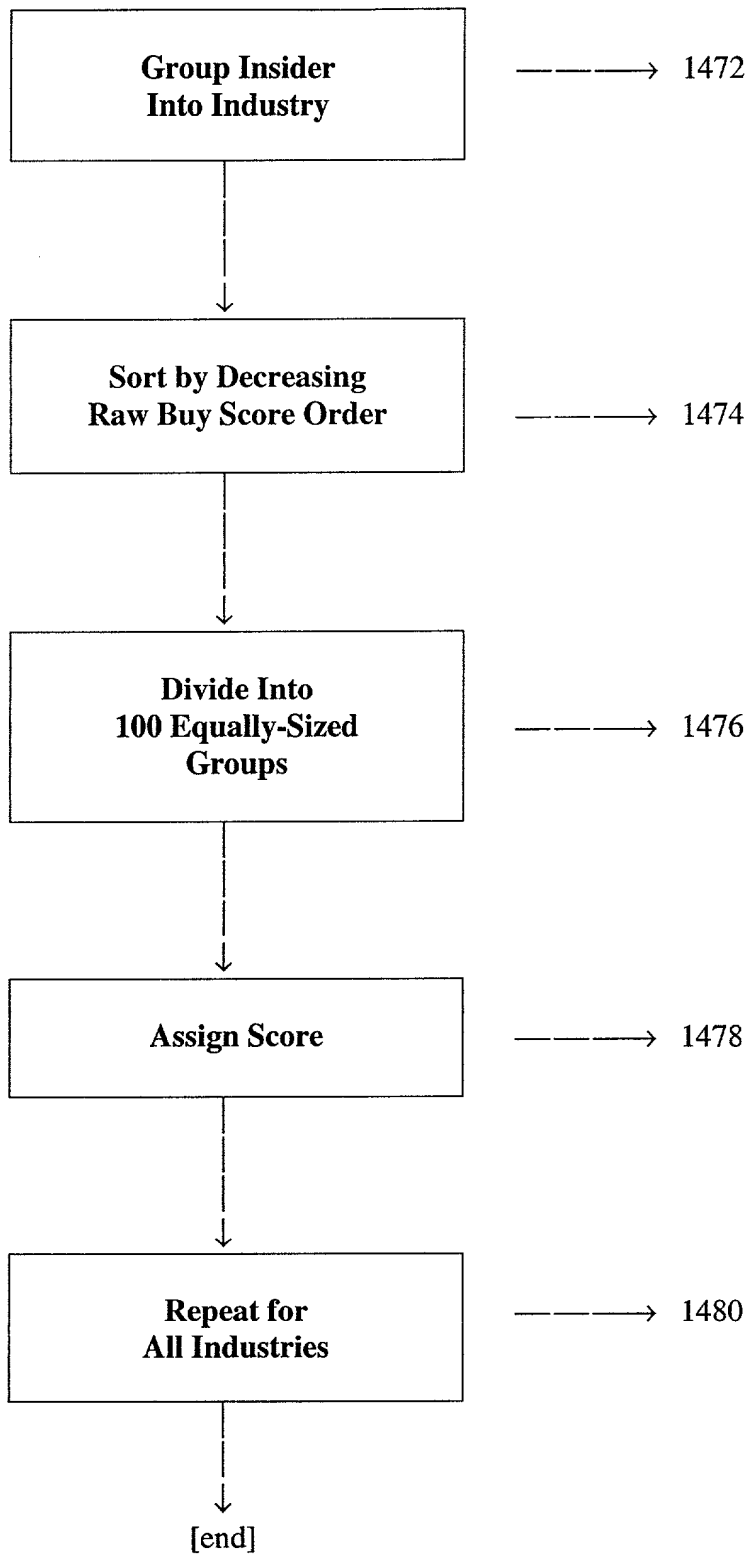 Group Insider
Into Industry
1472
Sort by Decreasing
Raw Buy Score Order
1474
Divide Into
100 Equally-Sized
Groups
1476
Assign Score
1478
Repeat for
All Industries
1480
[end]